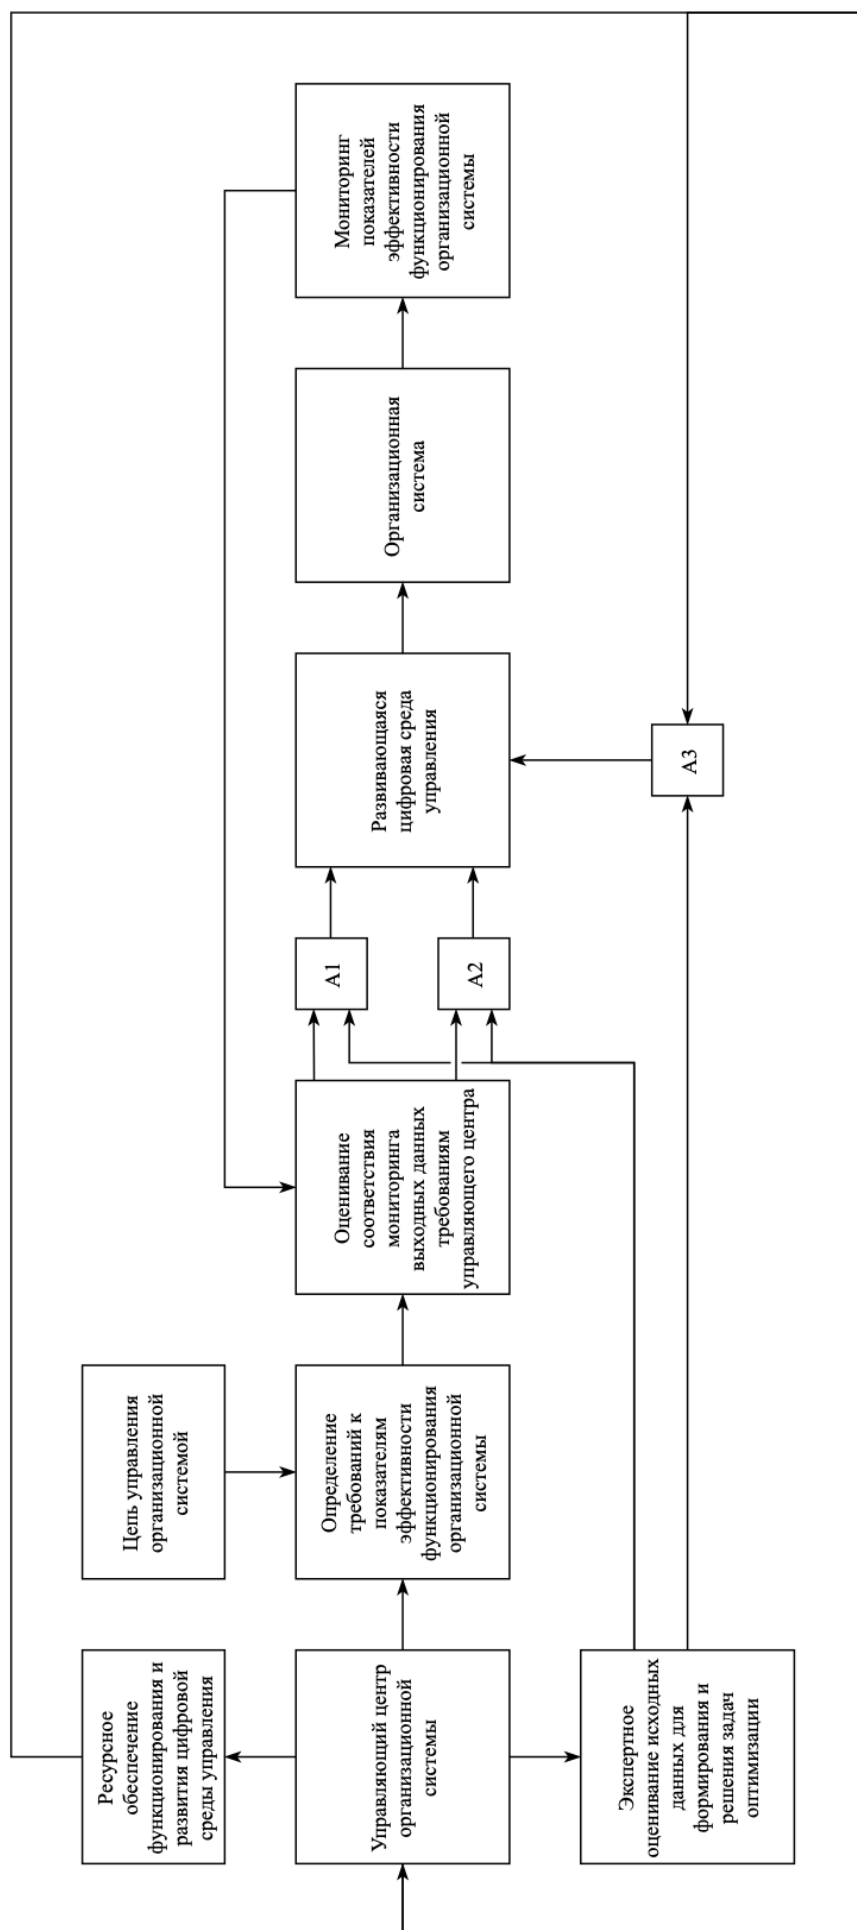 Ресурсное
обеспечение
функционирования и
развития цифровой
среды управления
Цепь управления
организационной
системой
Управляющий центр
организационной
системы
Определение
требований к
показателям
эффективности
функционирования
организационной
системы
Оценивание
соответствия
мониторинга
выходных данных
требованиям
управляющего центра
А1
А2
Развивающаяся
цифровая среда
управления
Организационная
система
Мониторинг
показателей
эффективности
функционирования
организационной
системы
Экспертное
оценивание исходных
данных для
формирования и
решения задач
оптимизации
А3